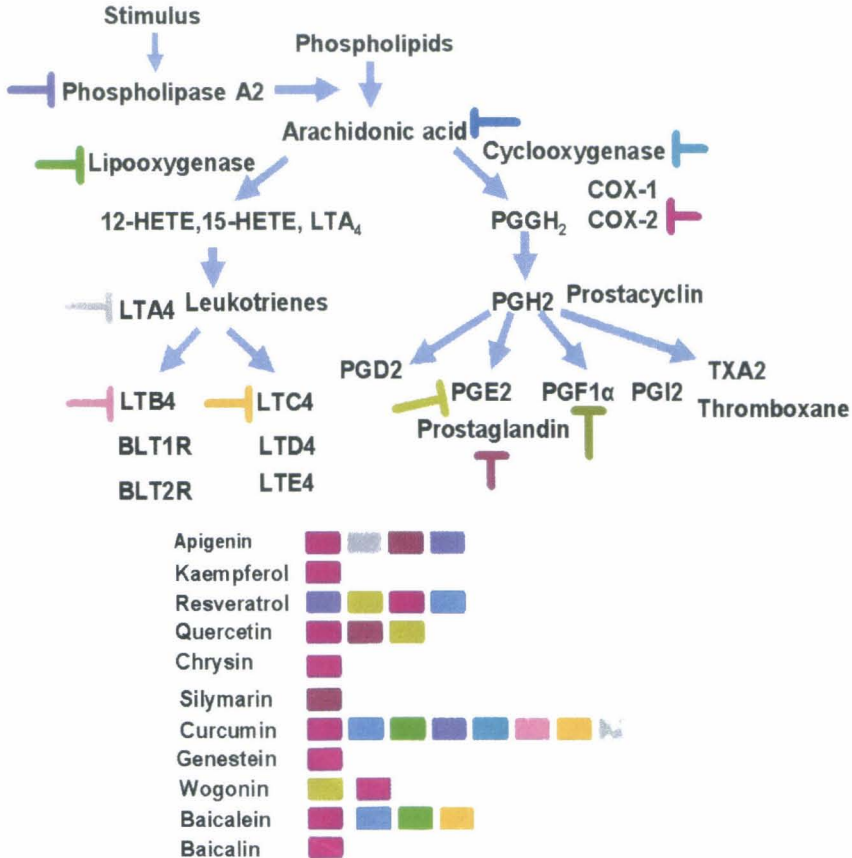 Stimulus
Phospholipids
Phospholipase A2
Arachidonic acid
Cyclooxygenase
Lipooxygenase
COX-1
12-HETE,15-HETE, LTA₄
PGGH₂
COX-2
LTA4
Leukotrienes
PGH2
Prostacyclin
PGD2
TXA2
LTB4
LTC4
PGE2
PGF1α
PGI2
Thromboxane
Prostaglandin
BLT1R
LTD4
BLT2R
LTE4
Apigenin
Kaempferol
Resveratrol
Quercetin
Chrysin
Silymarin
Curcumin
Genestein
Wogonin
Baicalein
Baicalin